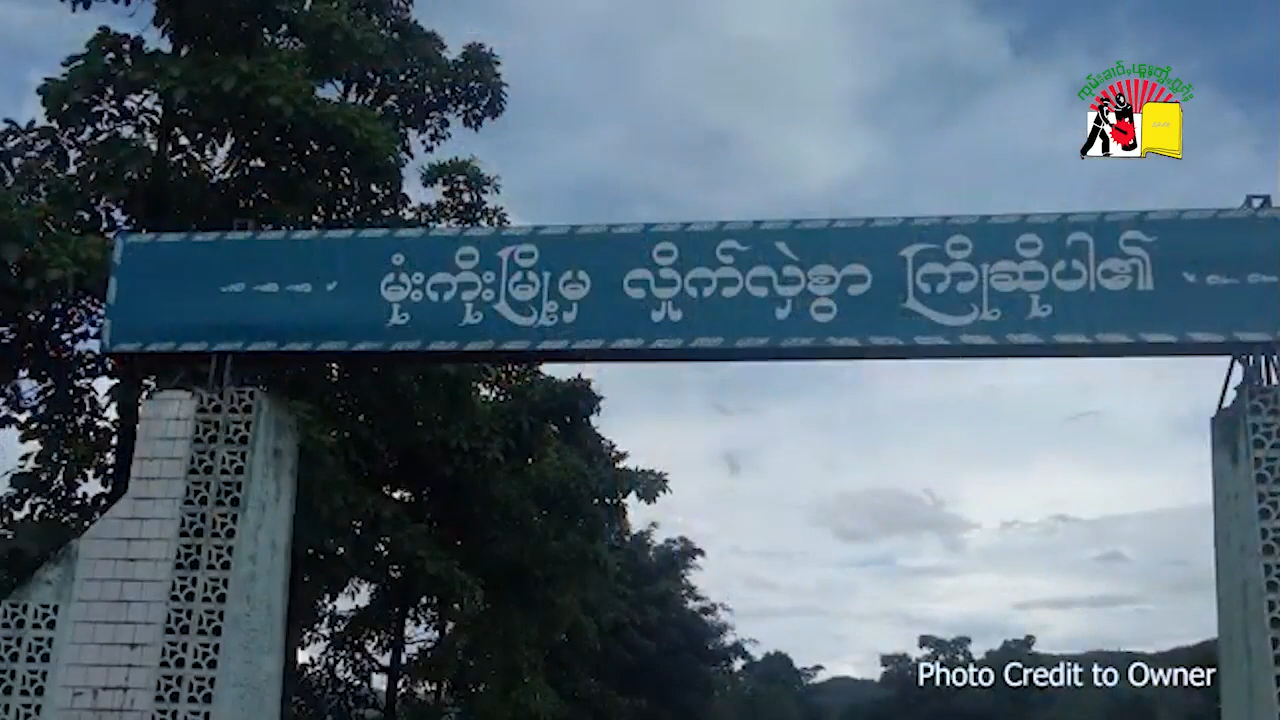 မုံးကိုးမြို့မှ လှိုက်လှဲစွာ ကြိုဆိုပါ၏
Photo Credit to Owner